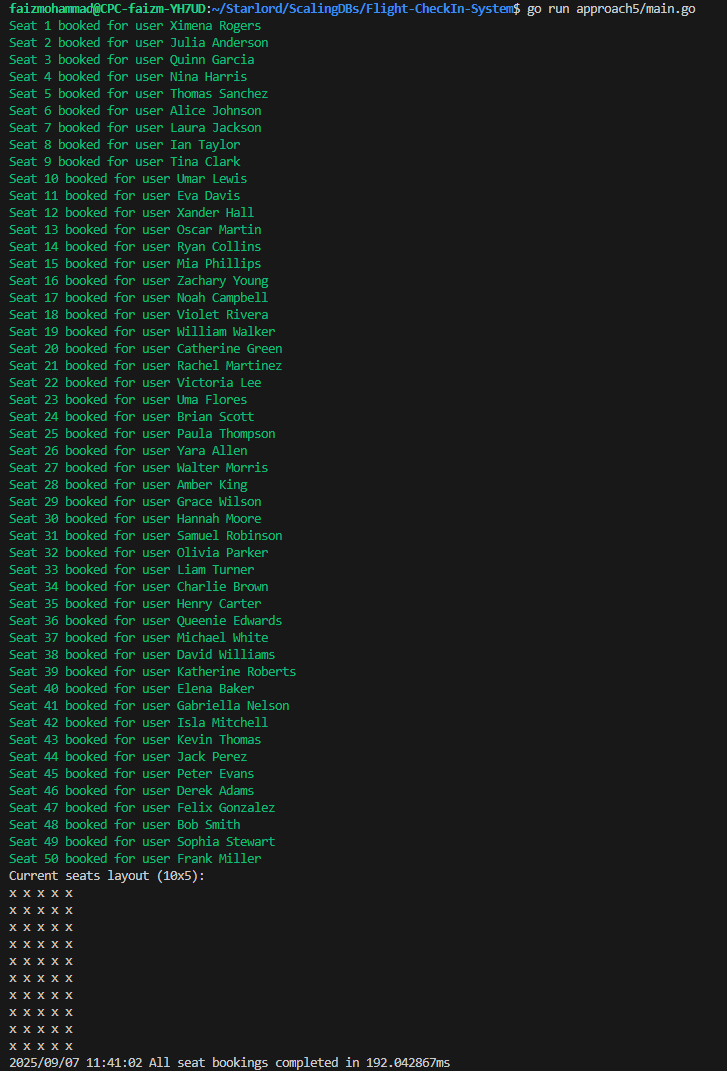 faizmohammad@CPC-faizm-YH7UD:~/Starlord/ScalingDBs/Flight-CheckIn-System$ go run approach5/main.go
Seat 1 booked for user Ximena Rogers
Seat 2 booked for user Julia Anderson
Seat 3 booked for user Quinn Garcia
Seat 4 booked for user Nina Harris
Seat 5 booked for user Thomas Sanchez
Seat 6 booked for user Alice Johnson
Seat 7 booked for user Laura Jackson
Seat 8 booked for user Ian Taylor
Seat 9 booked for user Tina Clark
Seat 10 booked for user Umar Lewis
Seat 11 booked for user Eva Davis
Seat 12 booked for user Xander Hall
Seat 13 booked for user Oscar Martin
Seat 14 booked for user Ryan Collins
Seat 15 booked for user Mia Phillips
Seat 16 booked for user Zachary Young
Seat 17 booked for user Noah Campbell
Seat 18 booked for user Violet Rivera
Seat 19 booked for user William Walker
Seat 20 booked for user Catherine Green
Seat 21 booked for user Rachel Martinez
Seat 22 booked for user Victoria Lee
Seat 23 booked for user Uma Flores
Seat 24 booked for user Brian Scott
Seat 25 booked for user Paula Thompson
Seat 26 booked for user Yara Allen
Seat 27 booked for user Walter Morris
Seat 28 booked for user Amber King
Seat 29 booked for user Grace Wilson
Seat 30 booked for user Hannah Moore
Seat 31 booked for user Samuel Robinson
Seat 32 booked for user Olivia Parker
Seat 33 booked for user Liam Turner
Seat 34 booked for user Charlie Brown
Seat 35 booked for user Henry Carter
Seat 36 booked for user Queenie Edwards
Seat 37 booked for user Michael White
Seat 38 booked for user David Williams
Seat 39 booked for user Katherine Roberts
Seat 40 booked for user Elena Baker
Seat 41 booked for user Gabriella Nelson
Seat 42 booked for user Isla Mitchell
Seat 43 booked for user Kevin Thomas
Seat 44 booked for user Jack Perez
Seat 45 booked for user Peter Evans
Seat 46 booked for user Derek Adams
Seat 47 booked for user Felix Gonzalez
Seat 48 booked for user Bob Smith
Seat 49 booked for user Sophia Stewart
Seat 50 booked for user Frank Miller
Current seats layout (10x5):
x x x x x
x x x x x
x x x x x
x x x x x
x x x x x
x x x x x
x x x x x
x x x x x
x x x x x
x x x x x
2025/09/07 11:41:02 All seat bookings completed in 192.042867ms